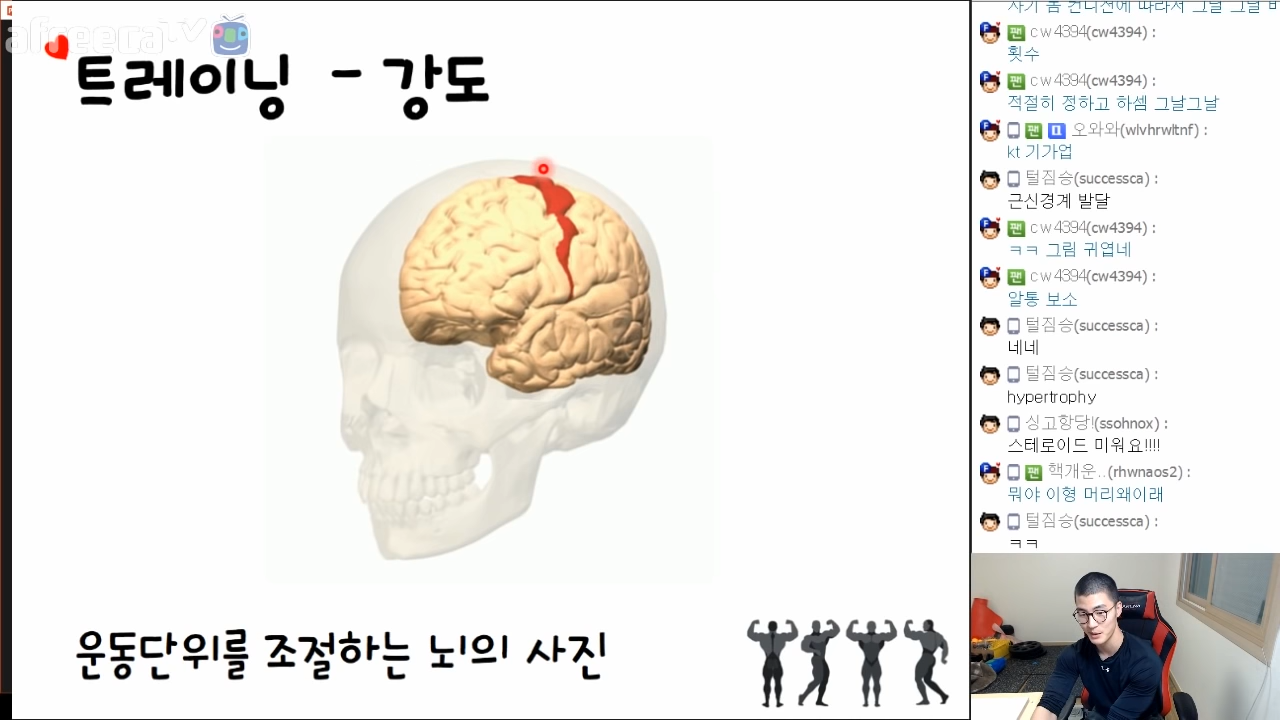 afreecaTV
트레이닝 - 강도
운동단위를 조절하는 뇌의 사진
cw4394(cw4394) :
횟수
cw4394(cw4394) :
적절히 정하고 하셈 그날그날
오와와(wlvhrwltnf) :
kt 기가업
털짐승(successca) :
근신경계 발달
cw4394(cw4394) :
ㅋㅋ 그림 귀엽네
cw4394(cw4394) :
알통 보소
털짐승(successca) :
네네
털짐승(successca) :
hypertrophy
싱고향당!(ssohnox) :
스테로이드 미워요!!!!
핵개운..(rhwnaos2) :
뭐야 이형 머리왜이래
털짐승(successca) :
ㅋㅋ